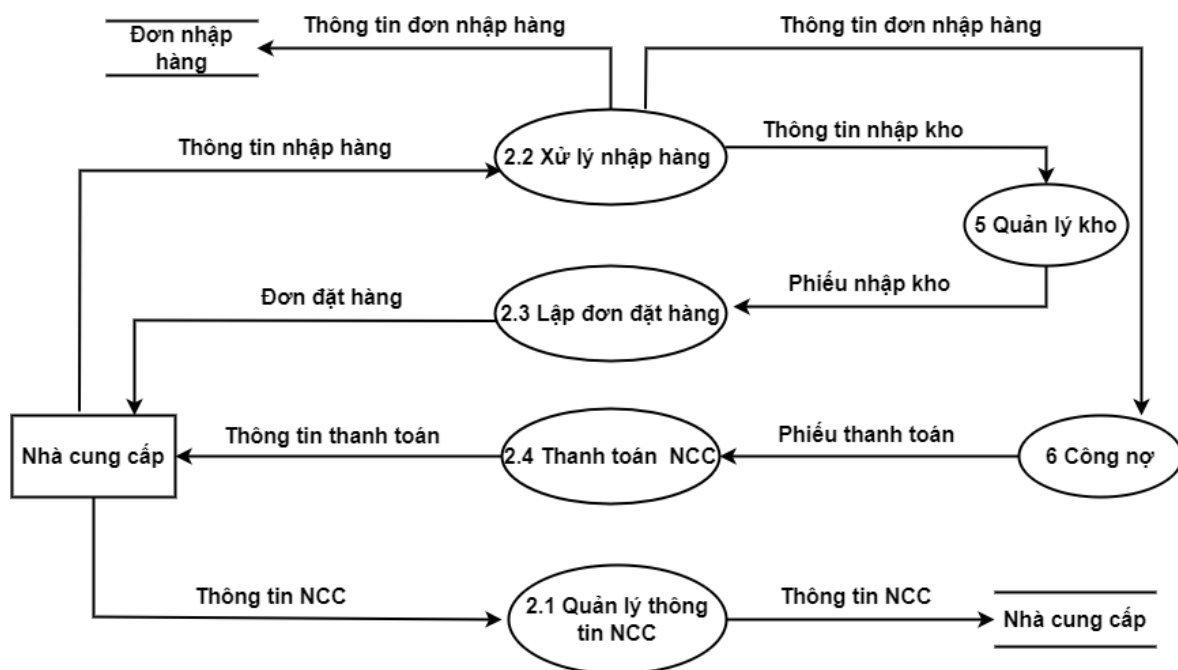 Thông tin đơn nhập hàng
Thông tin đơn nhập hàng
Đơn nhập
hàng
Thông tin nhập hàng
2.2 Xử lý nhập hàng
Thông tin nhập kho
5 Quản lý kho
Đơn đặt hàng
2.3 Lập đơn đặt hàng
Phiếu nhập kho
Nhà cung cấp
Thông tin thanh toán
2.4 Thanh toán NCC
Phiếu thanh toán
6 Công nợ
Thông tin NCC
2.1 Quản lý thông
tin NCC
Thông tin NCC
Nhà cung cấp